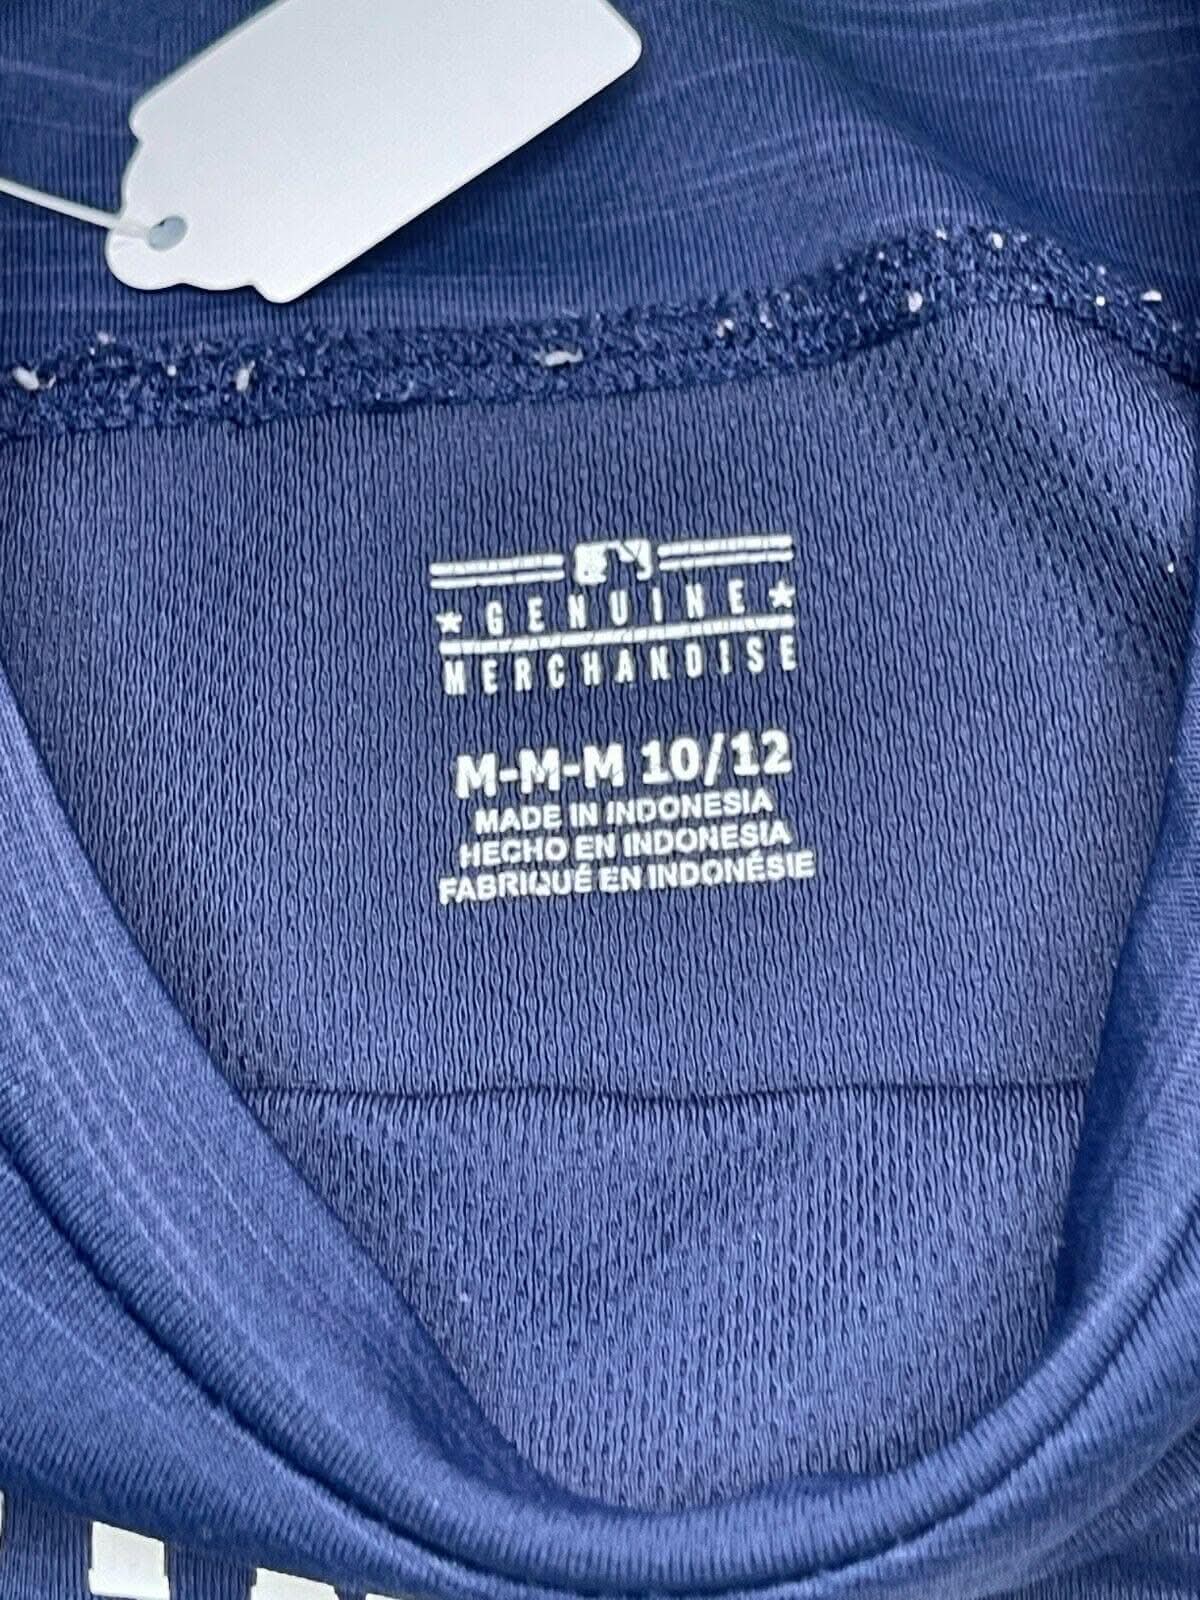 GENUINE
MERCHANDISE
M-M-M 10/12
MADE IN INDONESIA
HECHO EN INDONESIA
FABRIQUÉ EN INDONÉSIE